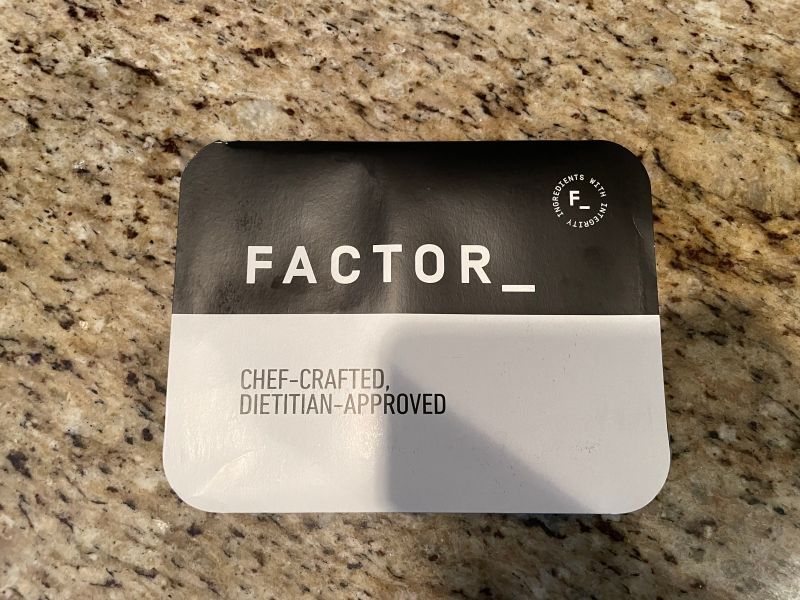 INGREDIENTS WITH INTEGRITY
F_
FACTOR_
CHEF-CRAFTED,
DIETITIAN-APPROVED